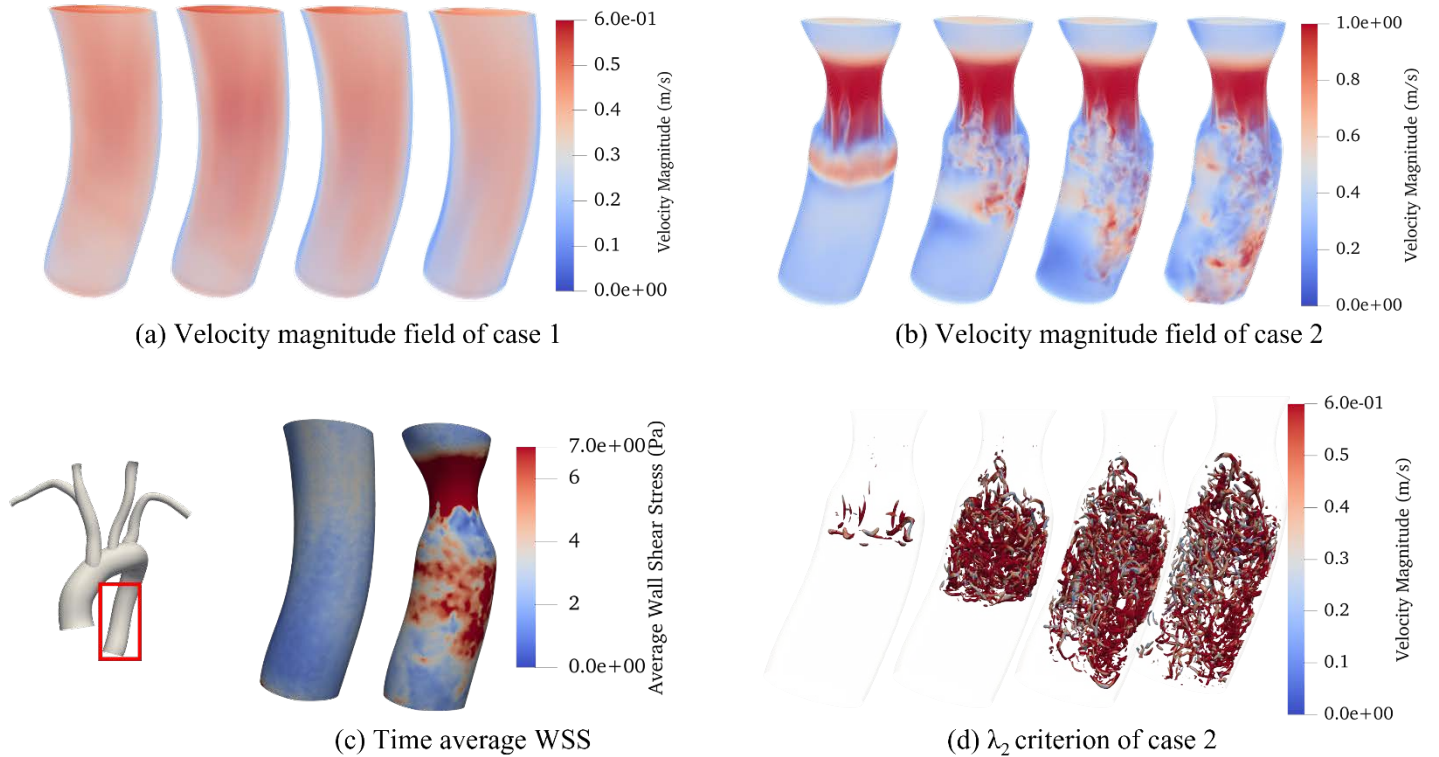 6.0e-01
0.5
0.4
0.3
0.2
0.1
0.0e+00
Velocity Magnitude (m/s)
(a) Velocity magnitude field of case 1
1.0e+00
0.8
0.6
0.4
0.2
0.0e+00
Velocity Magnitude (m/s)
(b) Velocity magnitude field of case 2
7.0e+00
6
4
2
0.0e+00
Average Wall Shear Stress (Pa)
(c) Time average WSS
6.0e-01
0.5
0.4
0.3
0.2
0.1
0.0e+00
Velocity Magnitude (m/s)
(d) λ₂ criterion of case 2